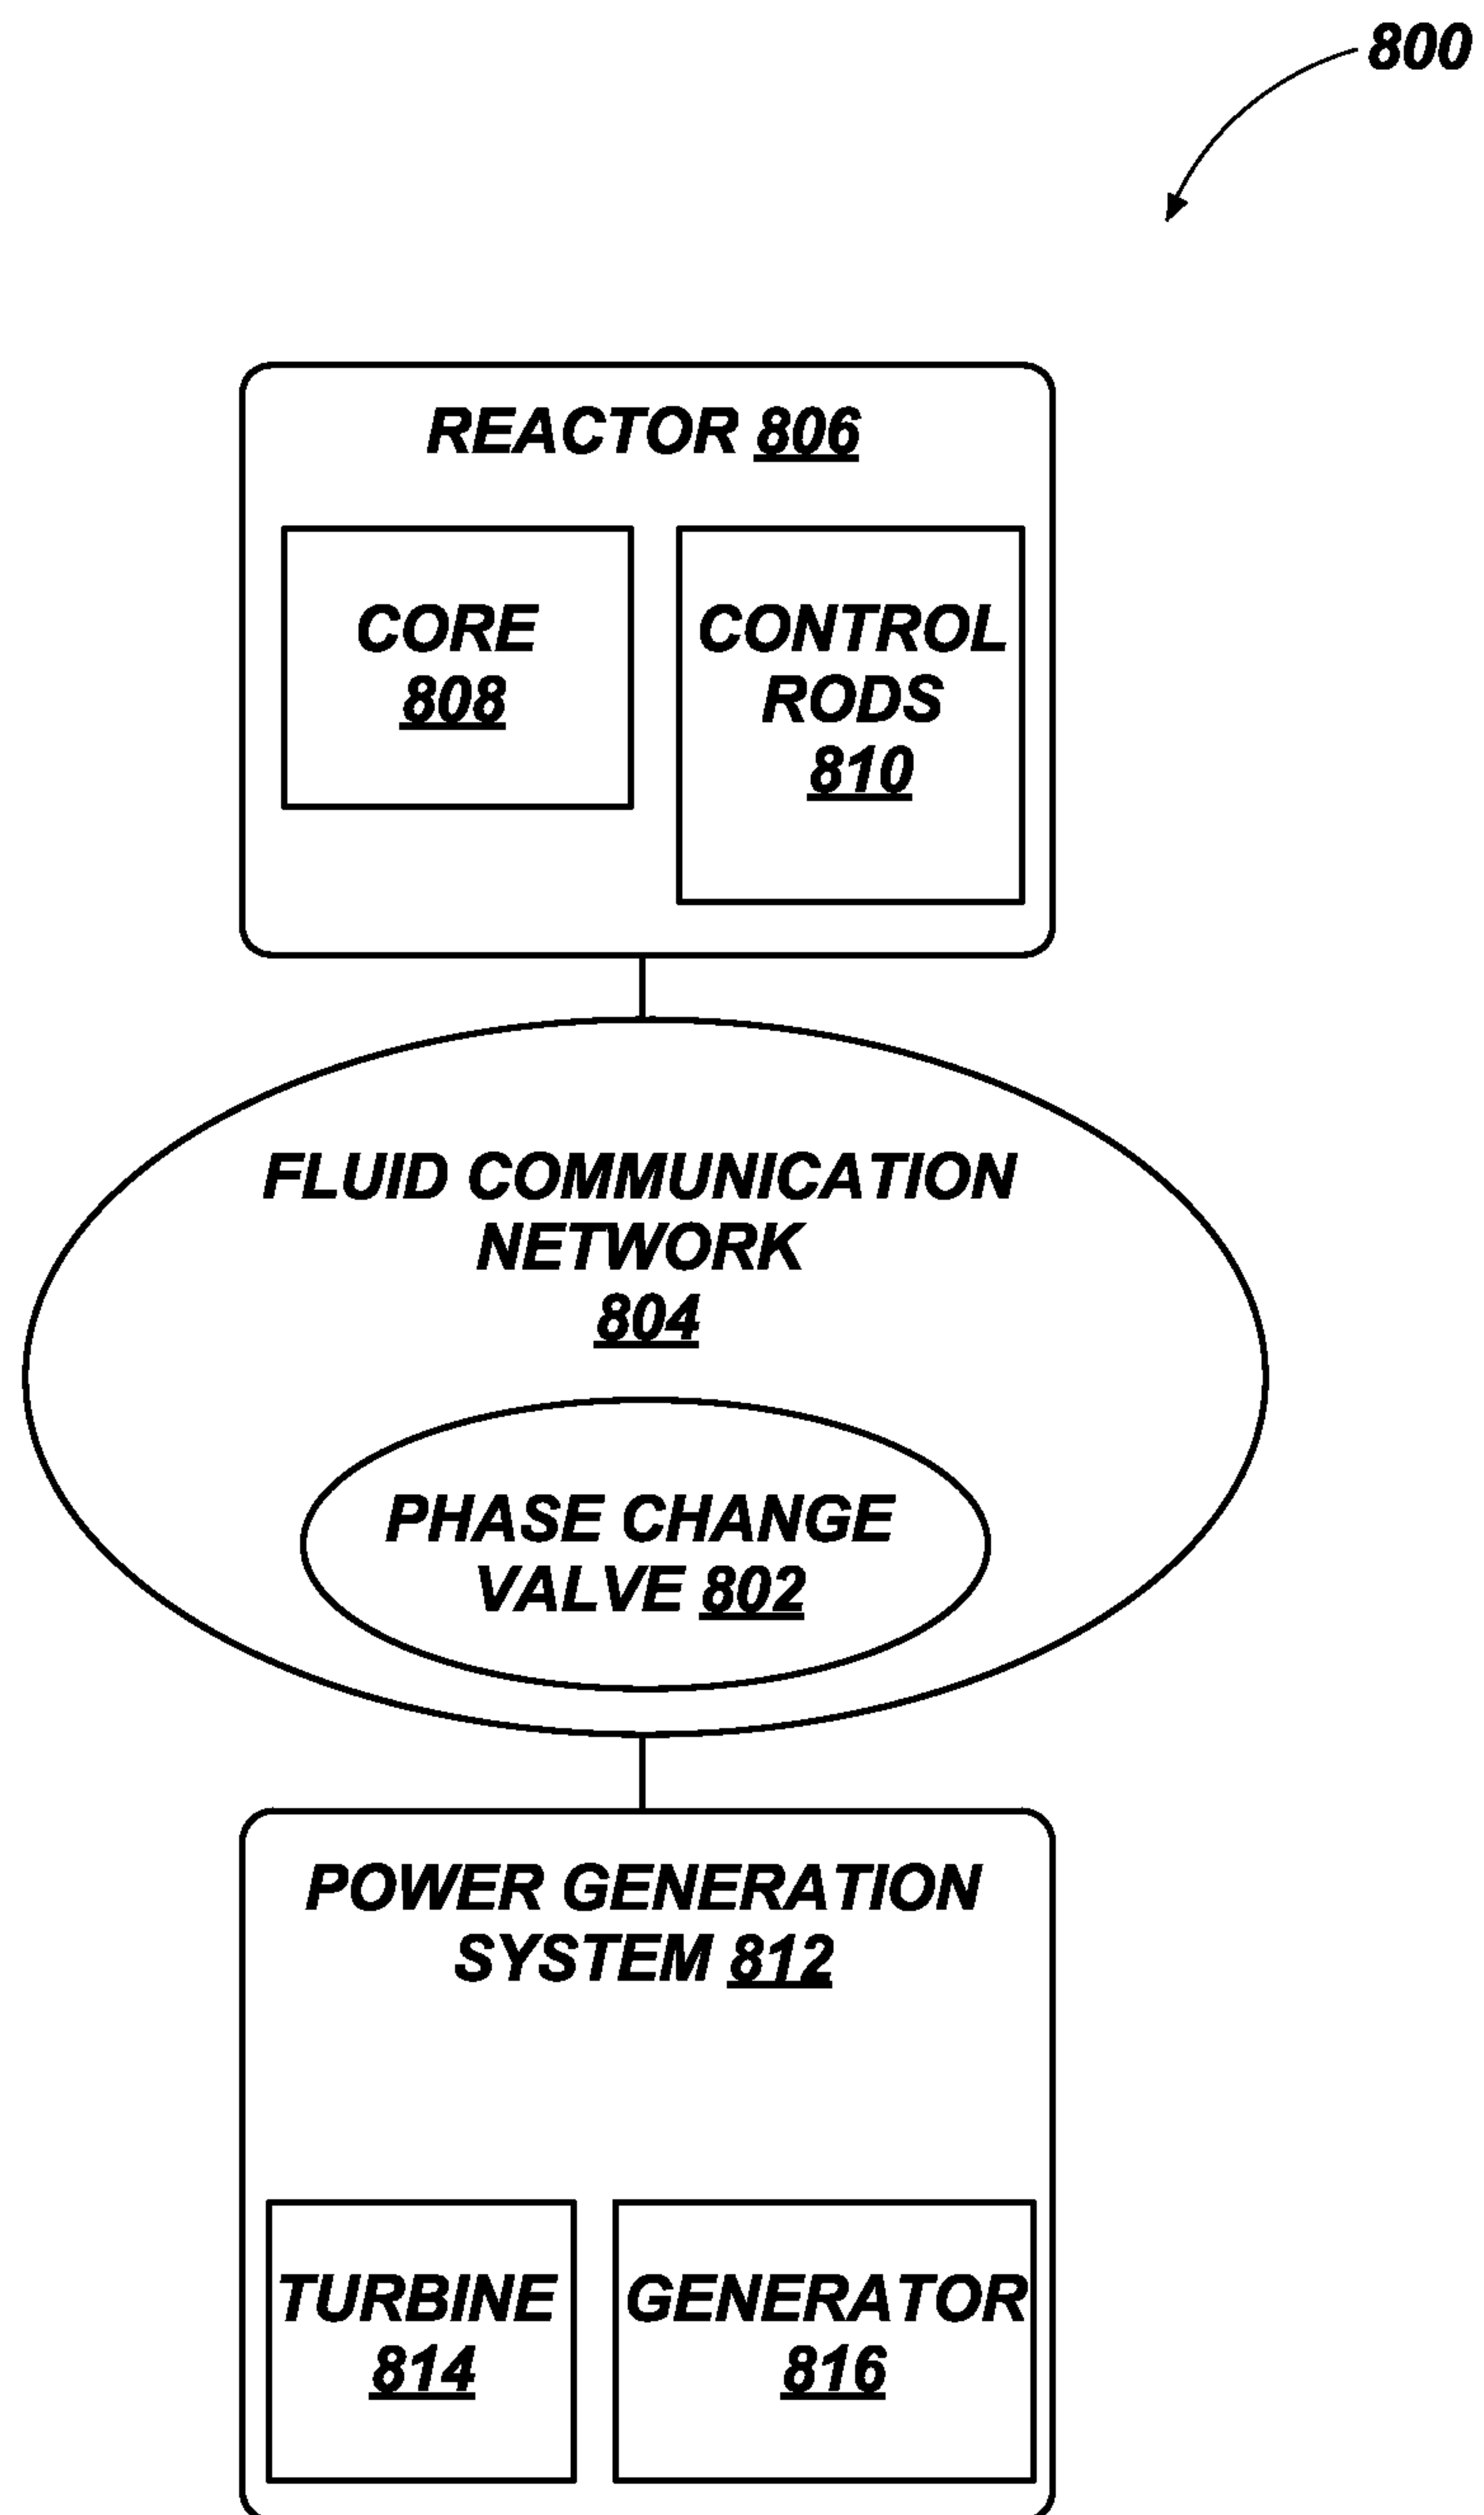 800
REACTOR 806
CORE
808
CONTROL
RODS
810
FLUID COMMUNICATION
NETWORK
804
PHASE CHANGE
VALVE 802
POWER GENERATION
SYSTEM 812
TURBINE
814
GENERATOR
816